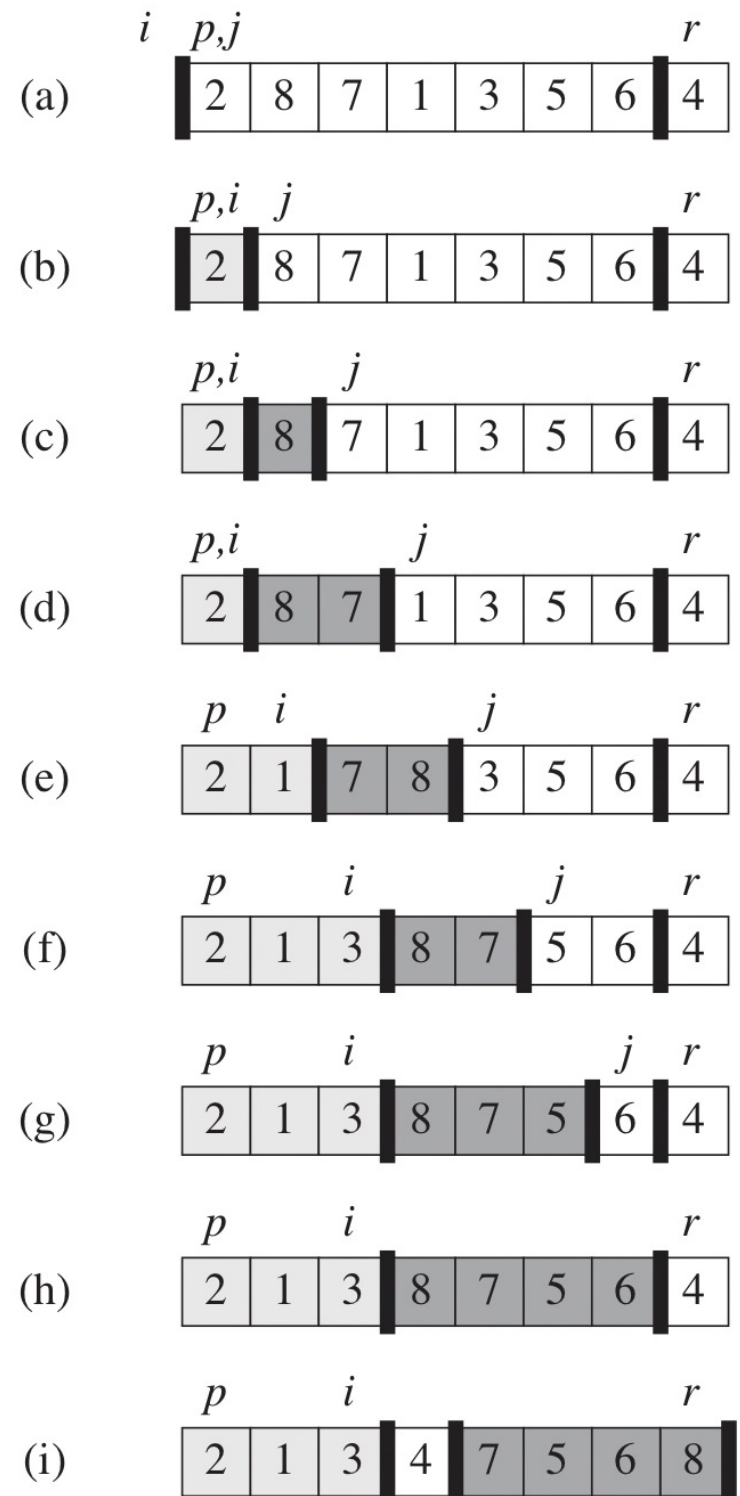 i p,j r
(a) 2 8 7 1 3 5 6 4
p,i j r
(b) 2 8 7 1 3 5 6 4
p,i j r
(c) 2 8 7 1 3 5 6 4
p,i j r
(d) 2 8 7 1 3 5 6 4
p i j r
(e) 2 1 7 8 3 5 6 4
p i j r
(f) 2 1 3 8 7 5 6 4
p i j r
(g) 2 1 3 8 7 5 6 4
p i r
(h) 2 1 3 8 7 5 6 4
p i r
(i) 2 1 3 4 7 5 6 8